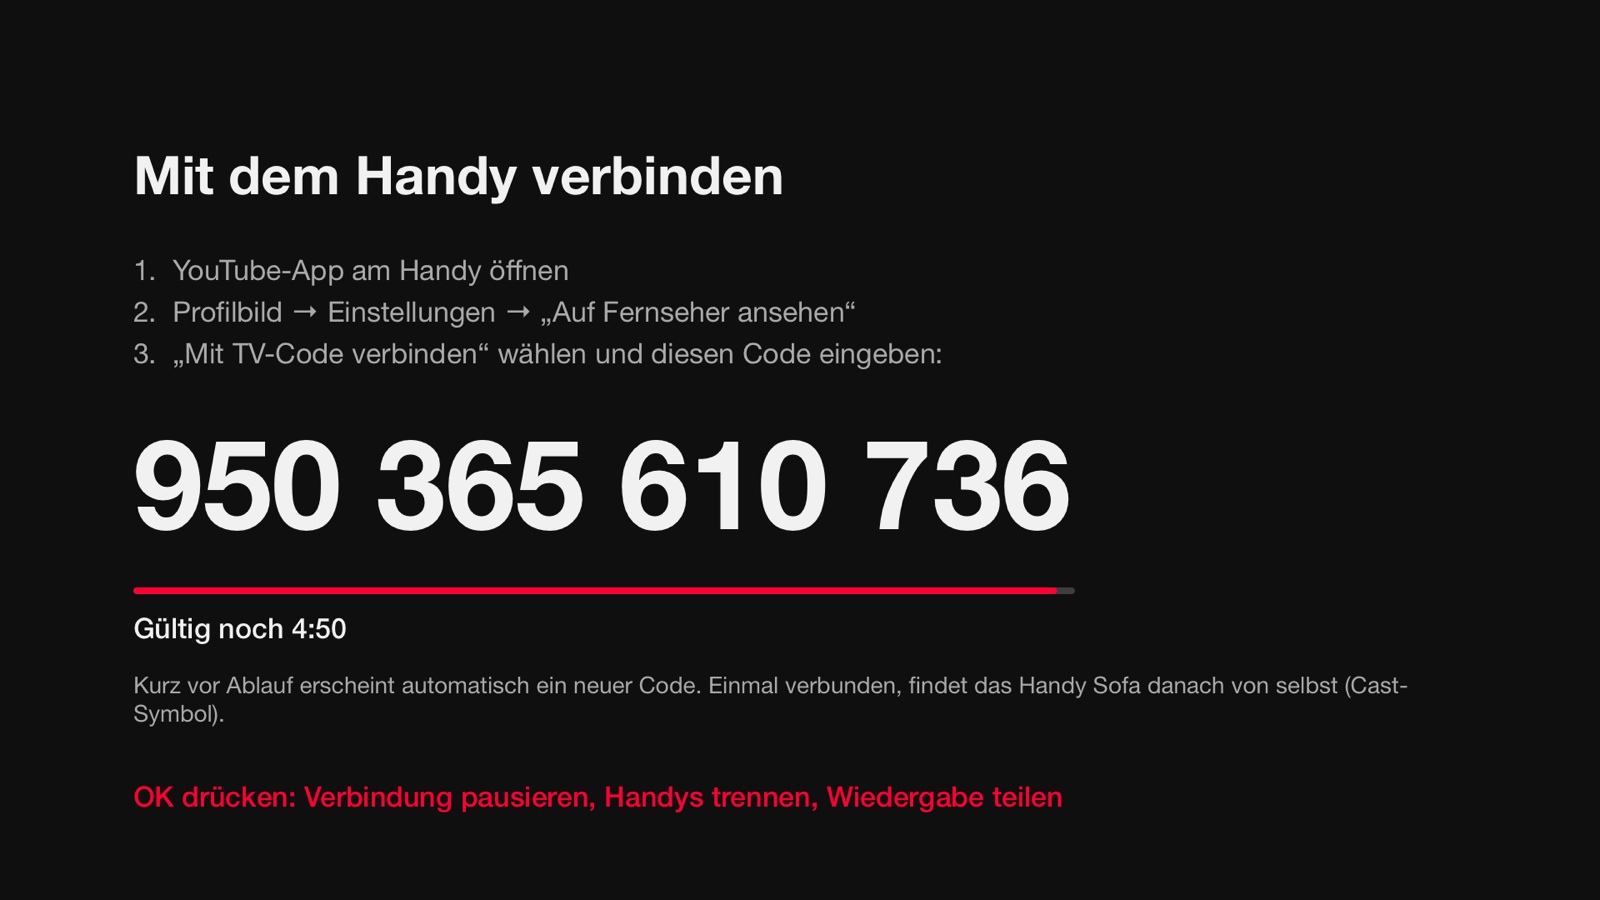 Mit dem Handy verbinden
1. YouTube-App am Handy öffnen
2. Profilbild → Einstellungen → „Auf Fernseher ansehen“
3. „Mit TV-Code verbinden“ wählen und diesen Code eingeben:
950 365 610 736
Gültig noch 4:50
Kurz vor Ablauf erscheint automatisch ein neuer Code. Einmal verbunden, findet das Handy Sofa danach von selbst (Cast-
Symbol).
OK drücken: Verbindung pausieren, Handys trennen, Wiedergabe teilen